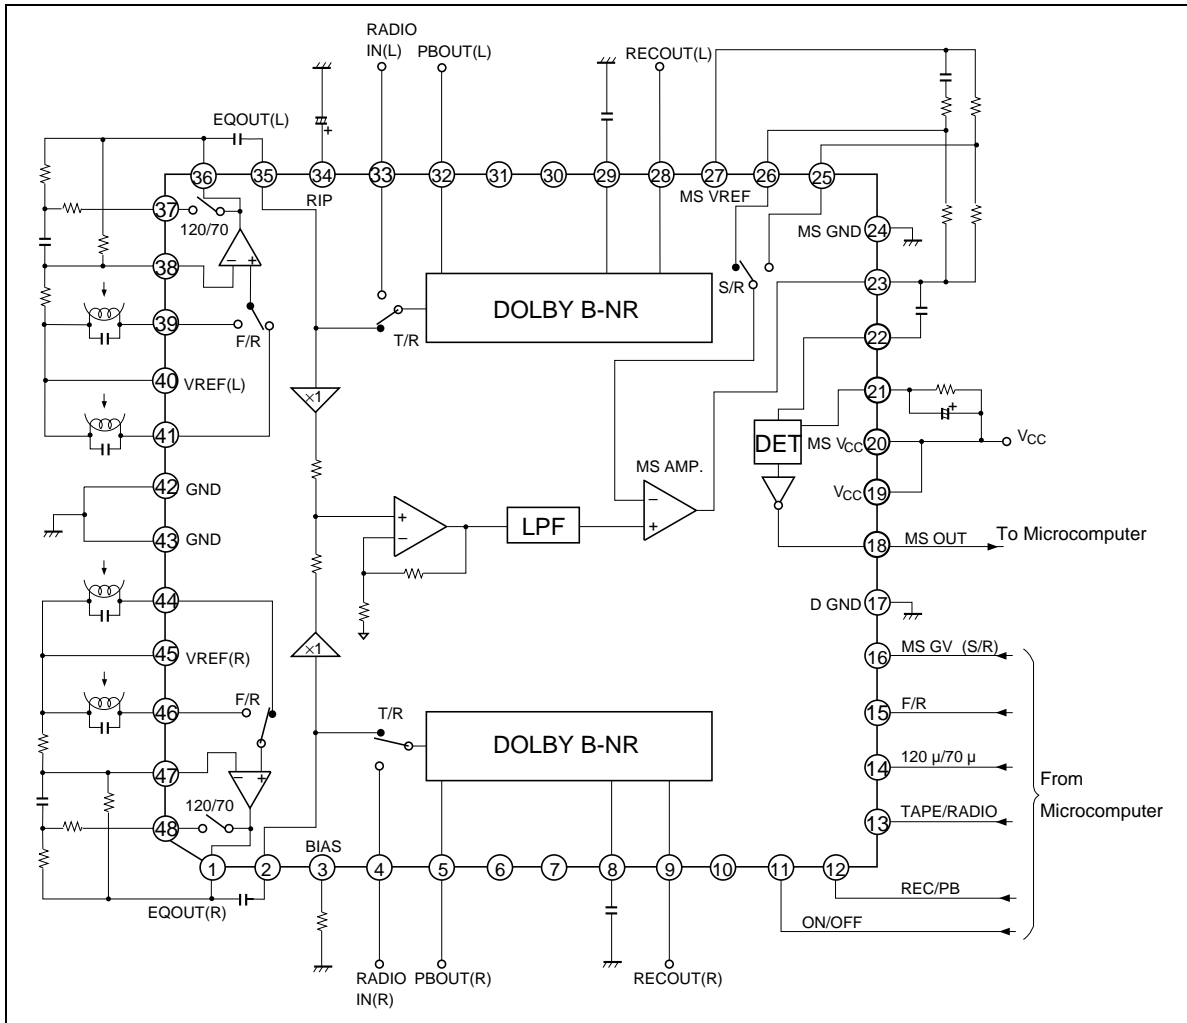 RADIO
IN(L)
PBOUT(L)
RECOUT(L)
EQOUT(L)
+
36
35
34
33
32
31
30
29
28
27
26
25
RIP
MS VREF
37
120/70
MS GND
24
38
− +
S/R
23
DOLBY B-NR
39
F/R
T/R
22
40
VREF(L)
×1
21
+
41
DET
MS VCC
20
VCC
MS AMP.
42
GND
−
+
LPF
+
−
VCC
19
43
GND
18
MS OUT
To Microcomputer
44
D GND
17
45
VREF(R)
×1
16
MS GV (S/R)
46
F/R
T/R
DOLBY B-NR
15
F/R
47
− +
14
120 µ/70 µ
From
Microcomputer
48
120/70
13
TAPE/RADIO
BIAS
1
2
3
4
5
6
7
8
9
10
11
12
REC/PB
EQOUT(R)
ON/OFF
RADIO
IN(R)
PBOUT(R)
RECOUT(R)